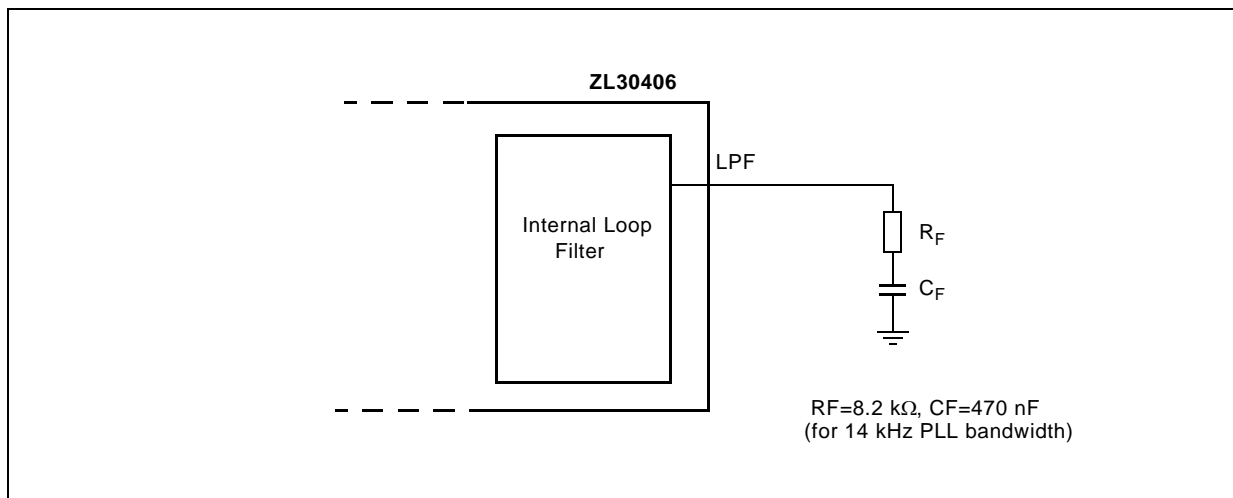 ZL30406
LPF
Internal Loop
Filter
RF
CF
RF=8.2 kΩ, CF=470 nF
(for 14 kHz PLL bandwidth)